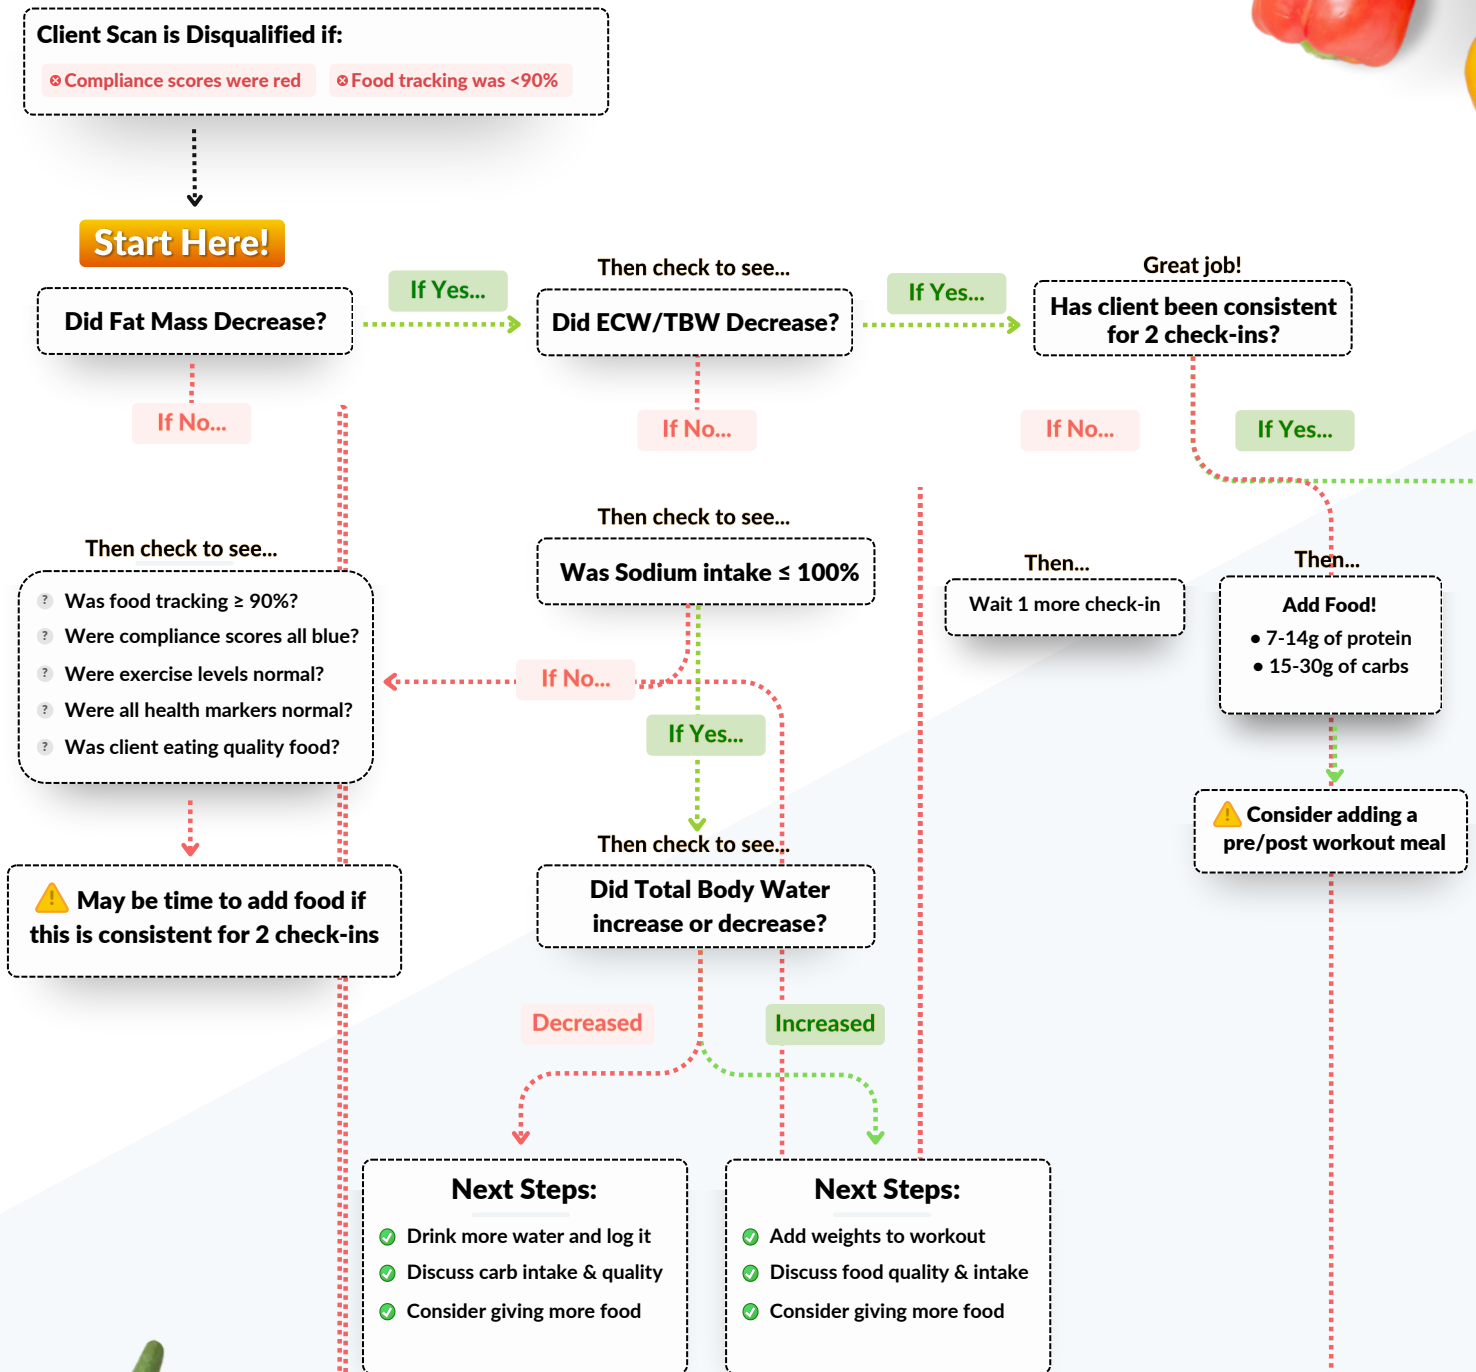 Client Scan is Disqualified if:
Compliance scores were red
Food tracking was <90%
Start Here!
Did Fat Mass Decrease?
If Yes...
Then check to see...
Did ECW/TBW Decrease?
If Yes...
Great job!
Has client been consistent
for 2 check-ins?
If No...
If No...
If No...
If Yes...
Then check to see...
Was food tracking ≥ 90%?
Were compliance scores all blue?
Were exercise levels normal?
Were all health markers normal?
Was client eating quality food?
May be time to add food if
this is consistent for 2 check-ins
Then check to see...
Was Sodium intake ≤ 100%
If No...
If Yes...
Then check to see...
Did Total Body Water
increase or decrease?
Decreased
Increased
Then...
Wait 1 more check-in
Then...
Add Food!
• 7-14g of protein
• 15-30g of carbs
Consider adding a
pre/post workout meal
Next Steps:
Drink more water and log it
Discuss carb intake & quality
Consider giving more food
Next Steps:
Add weights to workout
Discuss food quality & intake
Consider giving more food